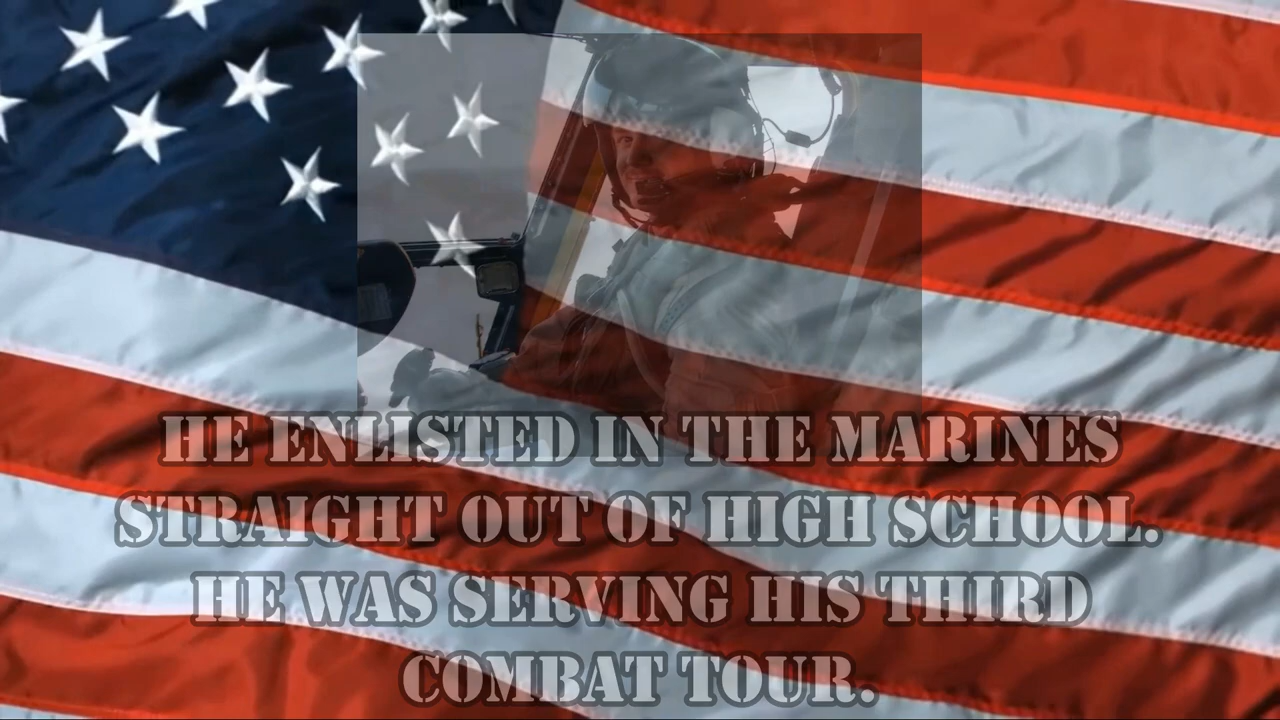 HE ENLISTED IN THE MARINES
STRAIGHT OUT OF HIGH SCHOOL.
HE WAS SERVING HIS THIRD
COMBAT TOUR.